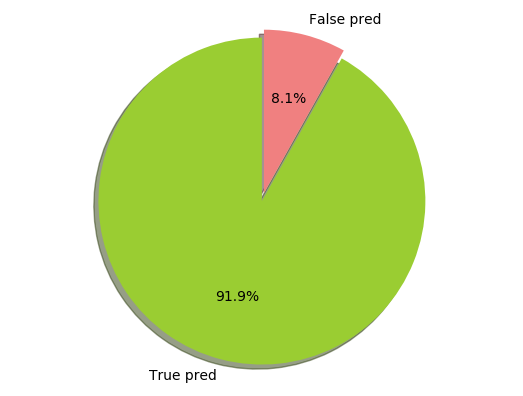 False pred
8.1%
91.9%
True pred